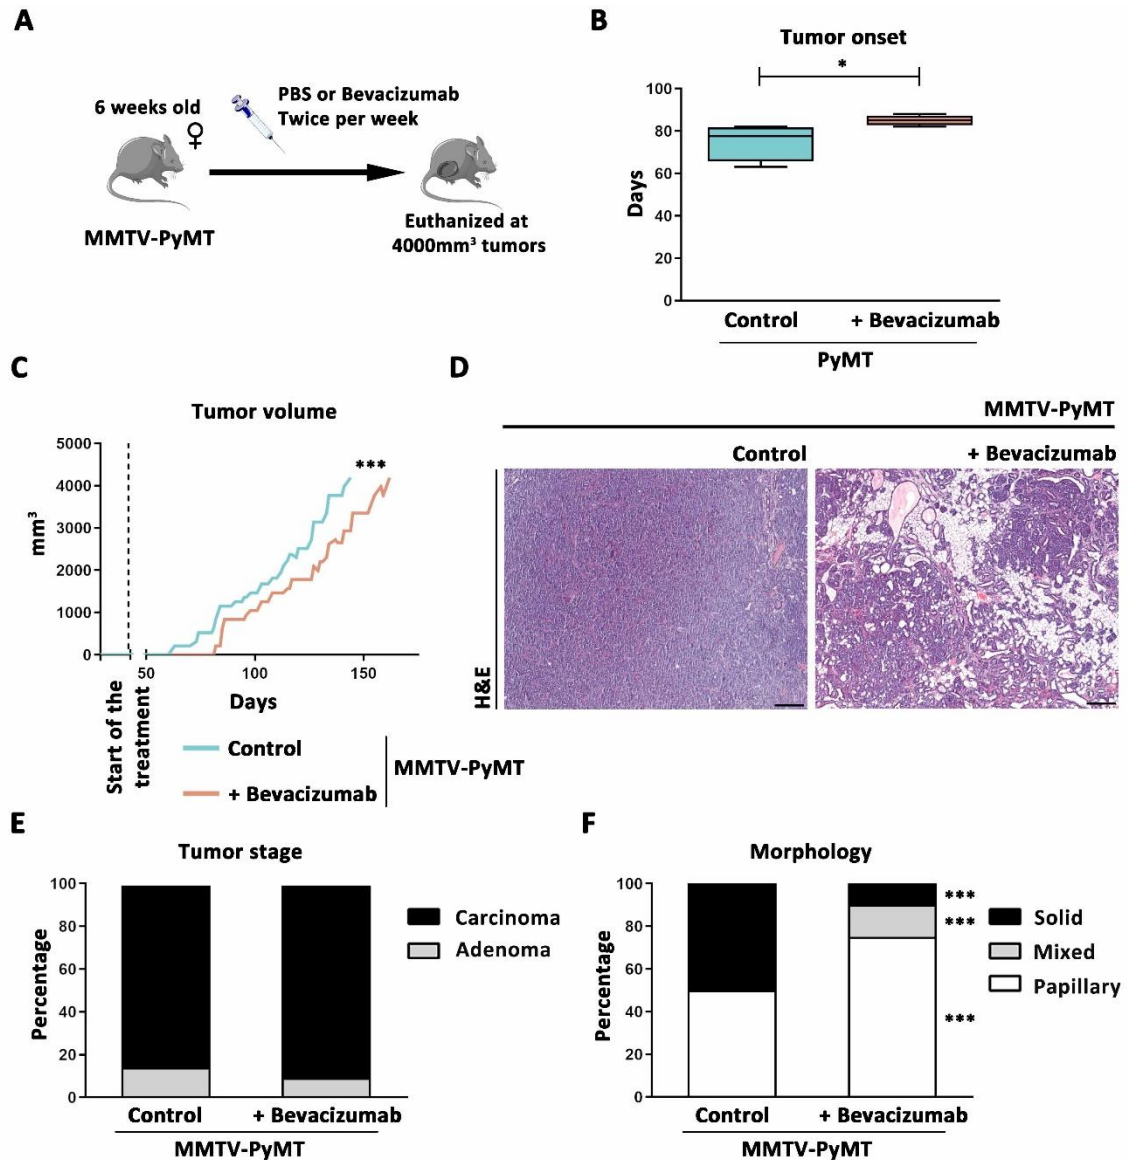 A
6 weeks old
♀
PBS or Bevacizumab
Twice per week
MMTV-PyMT
Euthanized at
4000mm³ tumors
B
Tumor onset
*
100
80
60
40
20
0
Days
Control
+ Bevacizumab
PyMT
C
Tumor volume
***
5000
4000
3000
2000
1000
0
mm³
50
100
150
Days
Start of the
treatment
Control
+ Bevacizumab
MMTV-PyMT
D
MMTV-PyMT
Control
+ Bevacizumab
H&E
E
Tumor stage
100
80
60
40
20
0
Percentage
Carcinoma
Adenoma
Control
+ Bevacizumab
MMTV-PyMT
F
Morphology
100
80
60
40
20
0
Percentage
***
***
***
Solid
Mixed
Papillary
Control
+ Bevacizumab
MMTV-PyMT